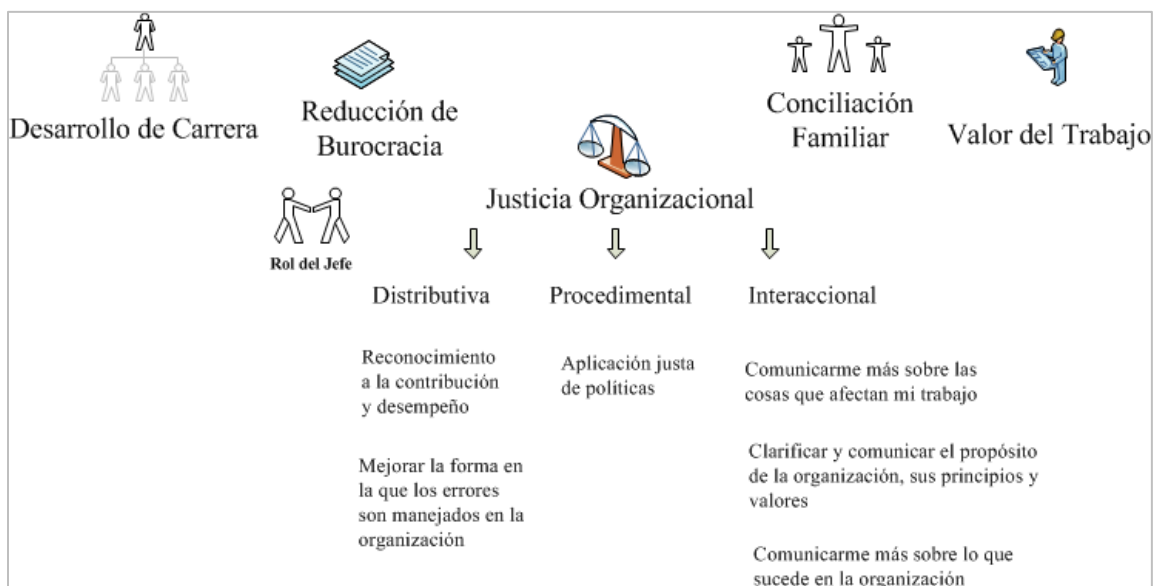 Desarrollo de Carrera
Reducción de
Burocracia
Conciliación
Familiar
Valor del Trabajo
Justicia Organizacional
Rol del Jefe
Distributiva
Procedimental
Interaccional
Reconocimiento
a la contribución
y desempeño
Mejorar la forma en
la que los errores
son manejados en la
organización
Aplicación justa
de políticas
Comunicarme más sobre las
cosas que afectan mi trabajo
Clarificar y comunicar el propósito
de la organización, sus principios y
valores
Comunicarme más sobre lo que
sucede en la organización